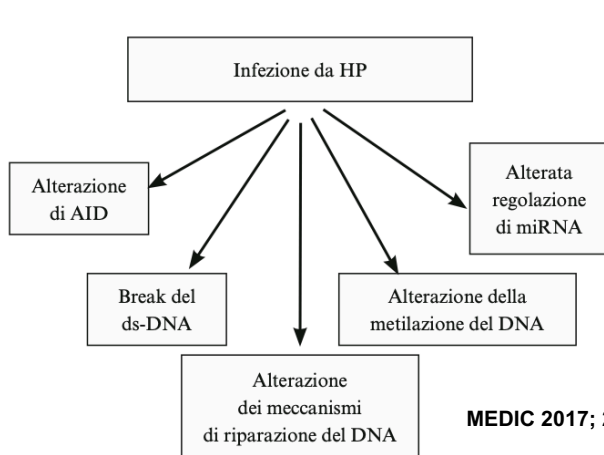 Infezione da HP
Alterazione
di AID
Alterata
regolazione
di miRNA
Break del
ds-DNA
Alterazione della
metilazione del DNA
Alterazione
dei meccanismi
di riparazione del DNA
MEDIC 2017;